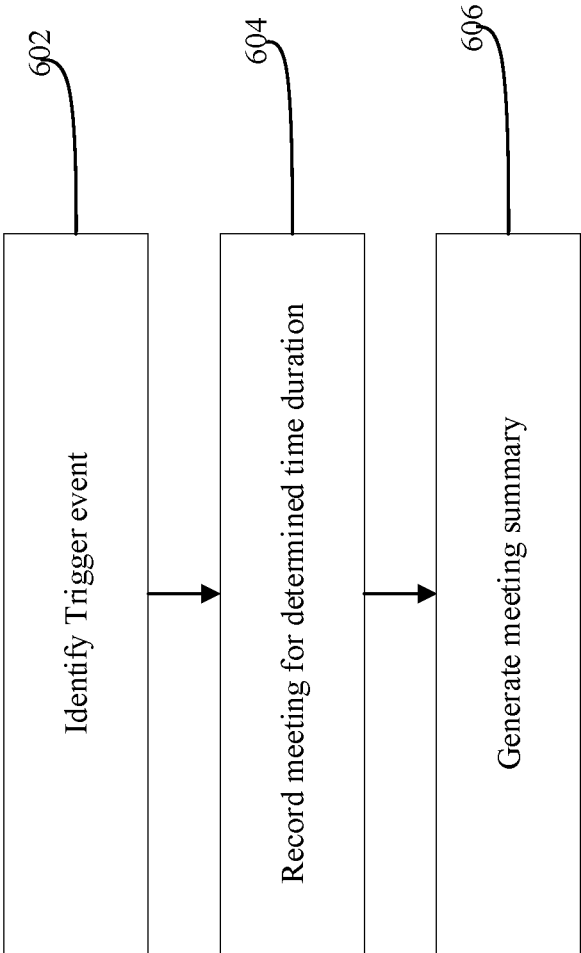 602
Identify Trigger event
604
Record meeting for determined time duration
606
Generate meeting summary